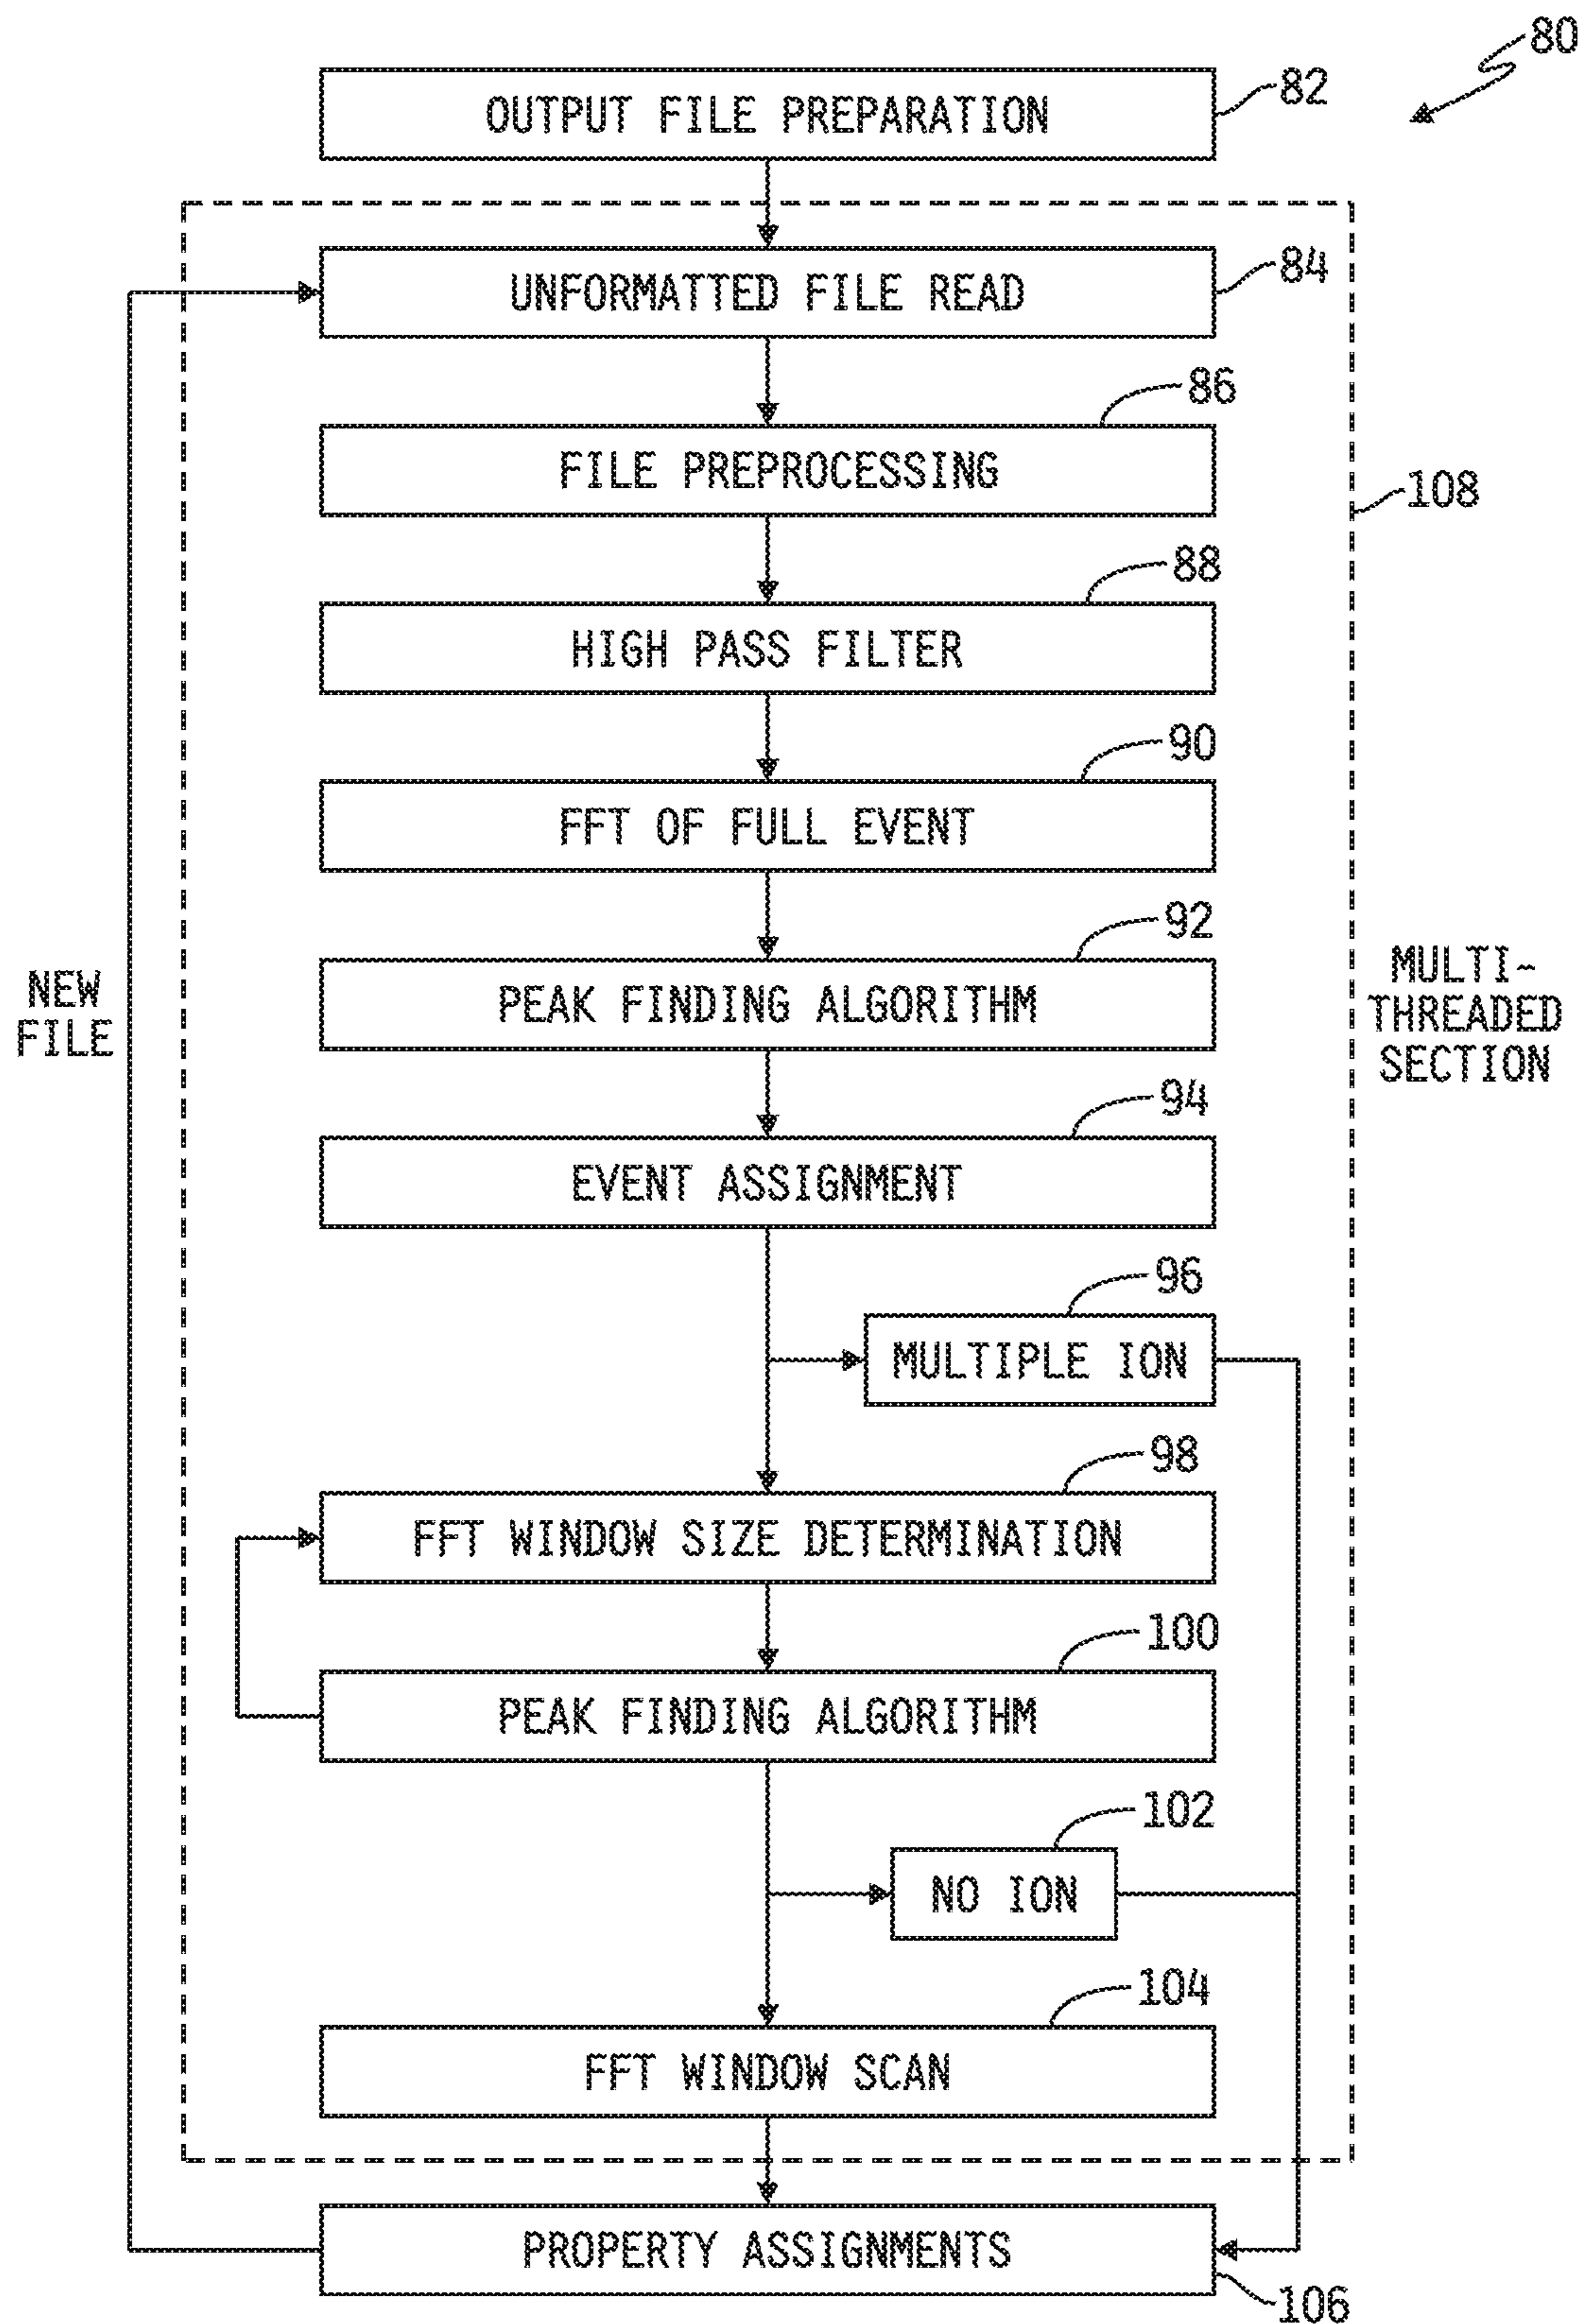 80
OUTPUT FILE PREPARATION
82
UNFORMATTED FILE READ
84
86
FILE PREPROCESSING
108
88
HIGH PASS FILTER
90
FFT OF FULL EVENT
92
PEAK FINDING ALGORITHM
NEW
FILE
MULTI-
THREADED
SECTION
94
EVENT ASSIGNMENT
96
MULTIPLE ION
98
FFT WINDOW SIZE DETERMINATION
100
PEAK FINDING ALGORITHM
102
NO ION
104
FFT WINDOW SCAN
PROPERTY ASSIGNMENTS
106